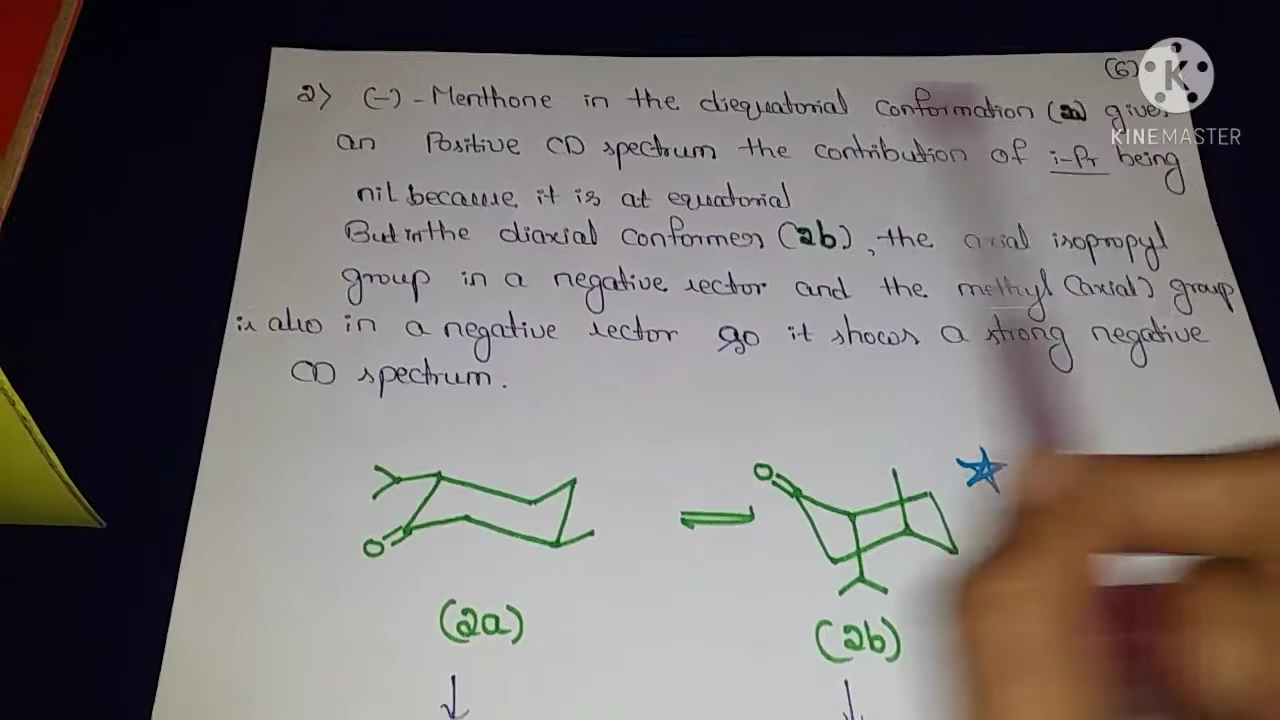 (6)
2) (-) - Menthone in the diequatorial conformation (2a) gives
an Positive CD spectrum the contribution of i-Pr being
nil because it is at equatorial
But in the diaxial conformer (2b), the axial isopropyl
group in a negative sector and the methyl (axial) group
is also in a negative sector so it shows a strong negative
CD spectrum.
O
O
(2a)
(2b)
K
KINEMASTER